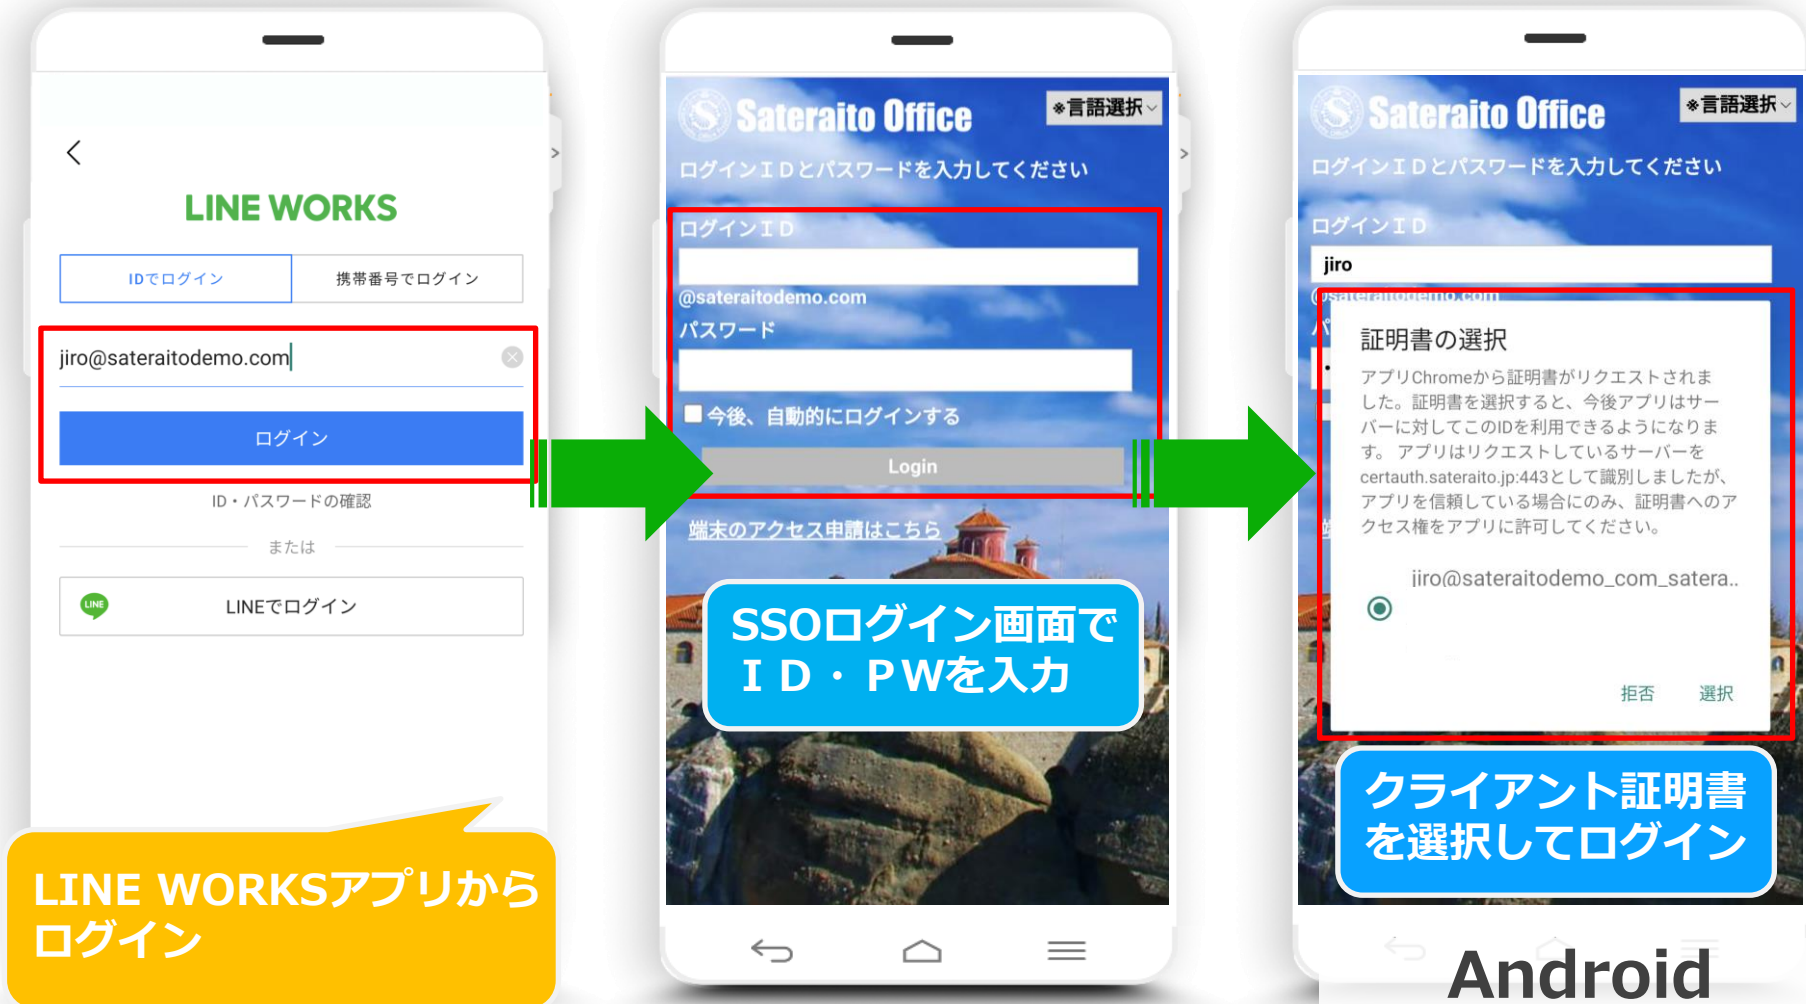 LINE WORKS
IDでログイン
携帯番号でログイン
jiro@sateraitodemo.com
ログイン
ID・パスワードの確認
または
LINE
LINEでログイン
LINE WORKSアプリから
ログイン
Sateraito Office
※言語選択
ログインＩＤとパスワードを入力してください
ログインＩＤ
@sateraitodemo.com
パスワード
今後、自動的にログインする
Login
端末のアクセス申請はこちら
SSOログイン画面で
ＩＤ・ＰＷを入力
Sateraito Office
※言語選択
ログインＩＤとパスワードを入力してください
ログインＩＤ
jiro
@sateraitodemo.com
証明書の選択
アプリChromeから証明書がリクエストされま
した。証明書を選択すると、今後アプリはサー
バーに対してこのIDを利用できるようになりま
す。 アプリはリクエストしているサーバーを
certauth.sateraito.jp:443として識別しましたが、
アプリを信頼している場合にのみ、証明書へのア
クセス権をアプリに許可してください。
jiro@sateraitodemo_com_satera..
拒否
選択
クライアント証明書
を選択してログイン
Android